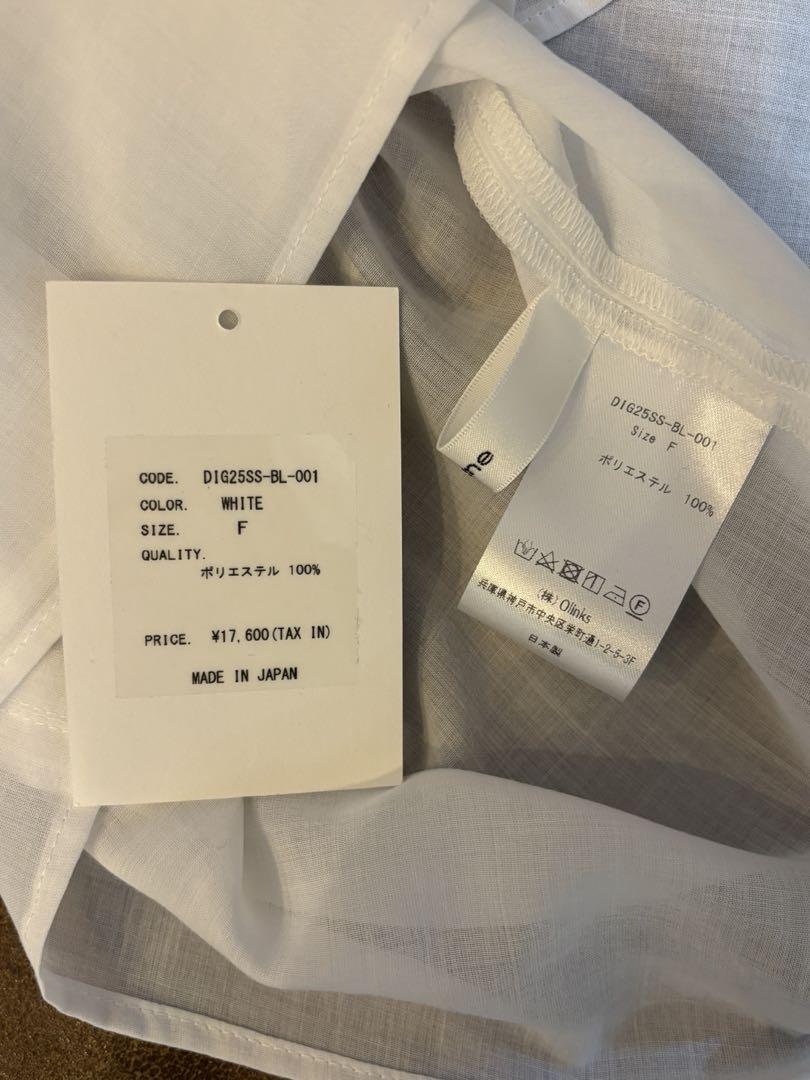 CODE. DIG25SS-BL-001
COLOR. WHITE
SIZE. F
QUALITY.
ポリエステル 100%
PRICE. ¥17,600(TAX IN)
MADE IN JAPAN
DIG25SS-BL-001
Size F
ポリエステル 100%
F
(株) Olinks
兵庫県神戸市中央区栄町通1-2-5-3F
日本製